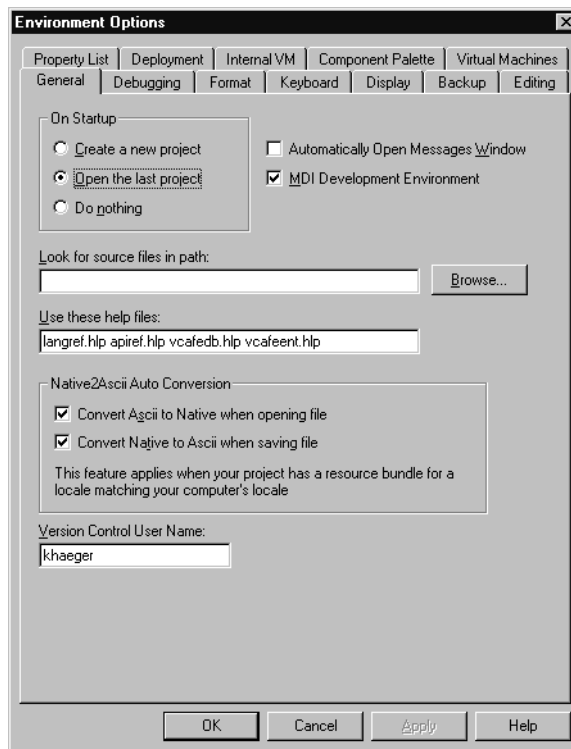 Environment Options
Property List Deployment Internal VM Component Palette Virtual Machines
General Debugging Format Keyboard Display Backup Editing
On Startup
Create a new project
Automatically Open Messages Window
Open the last project
MDI Development Environment
Do nothing
Look for source files in path:
Browse...
Use these help files:
langref.hlp apiref.hlp vcafedb.hlp vcafeent.hlp
Native2Ascii Auto Conversion
Convert Ascii to Native when opening file
Convert Native to Ascii when saving file
This feature applies when your project has a resource bundle for a
locale matching your computer's locale
Version Control User Name:
khaeger
OK Cancel Apply Help